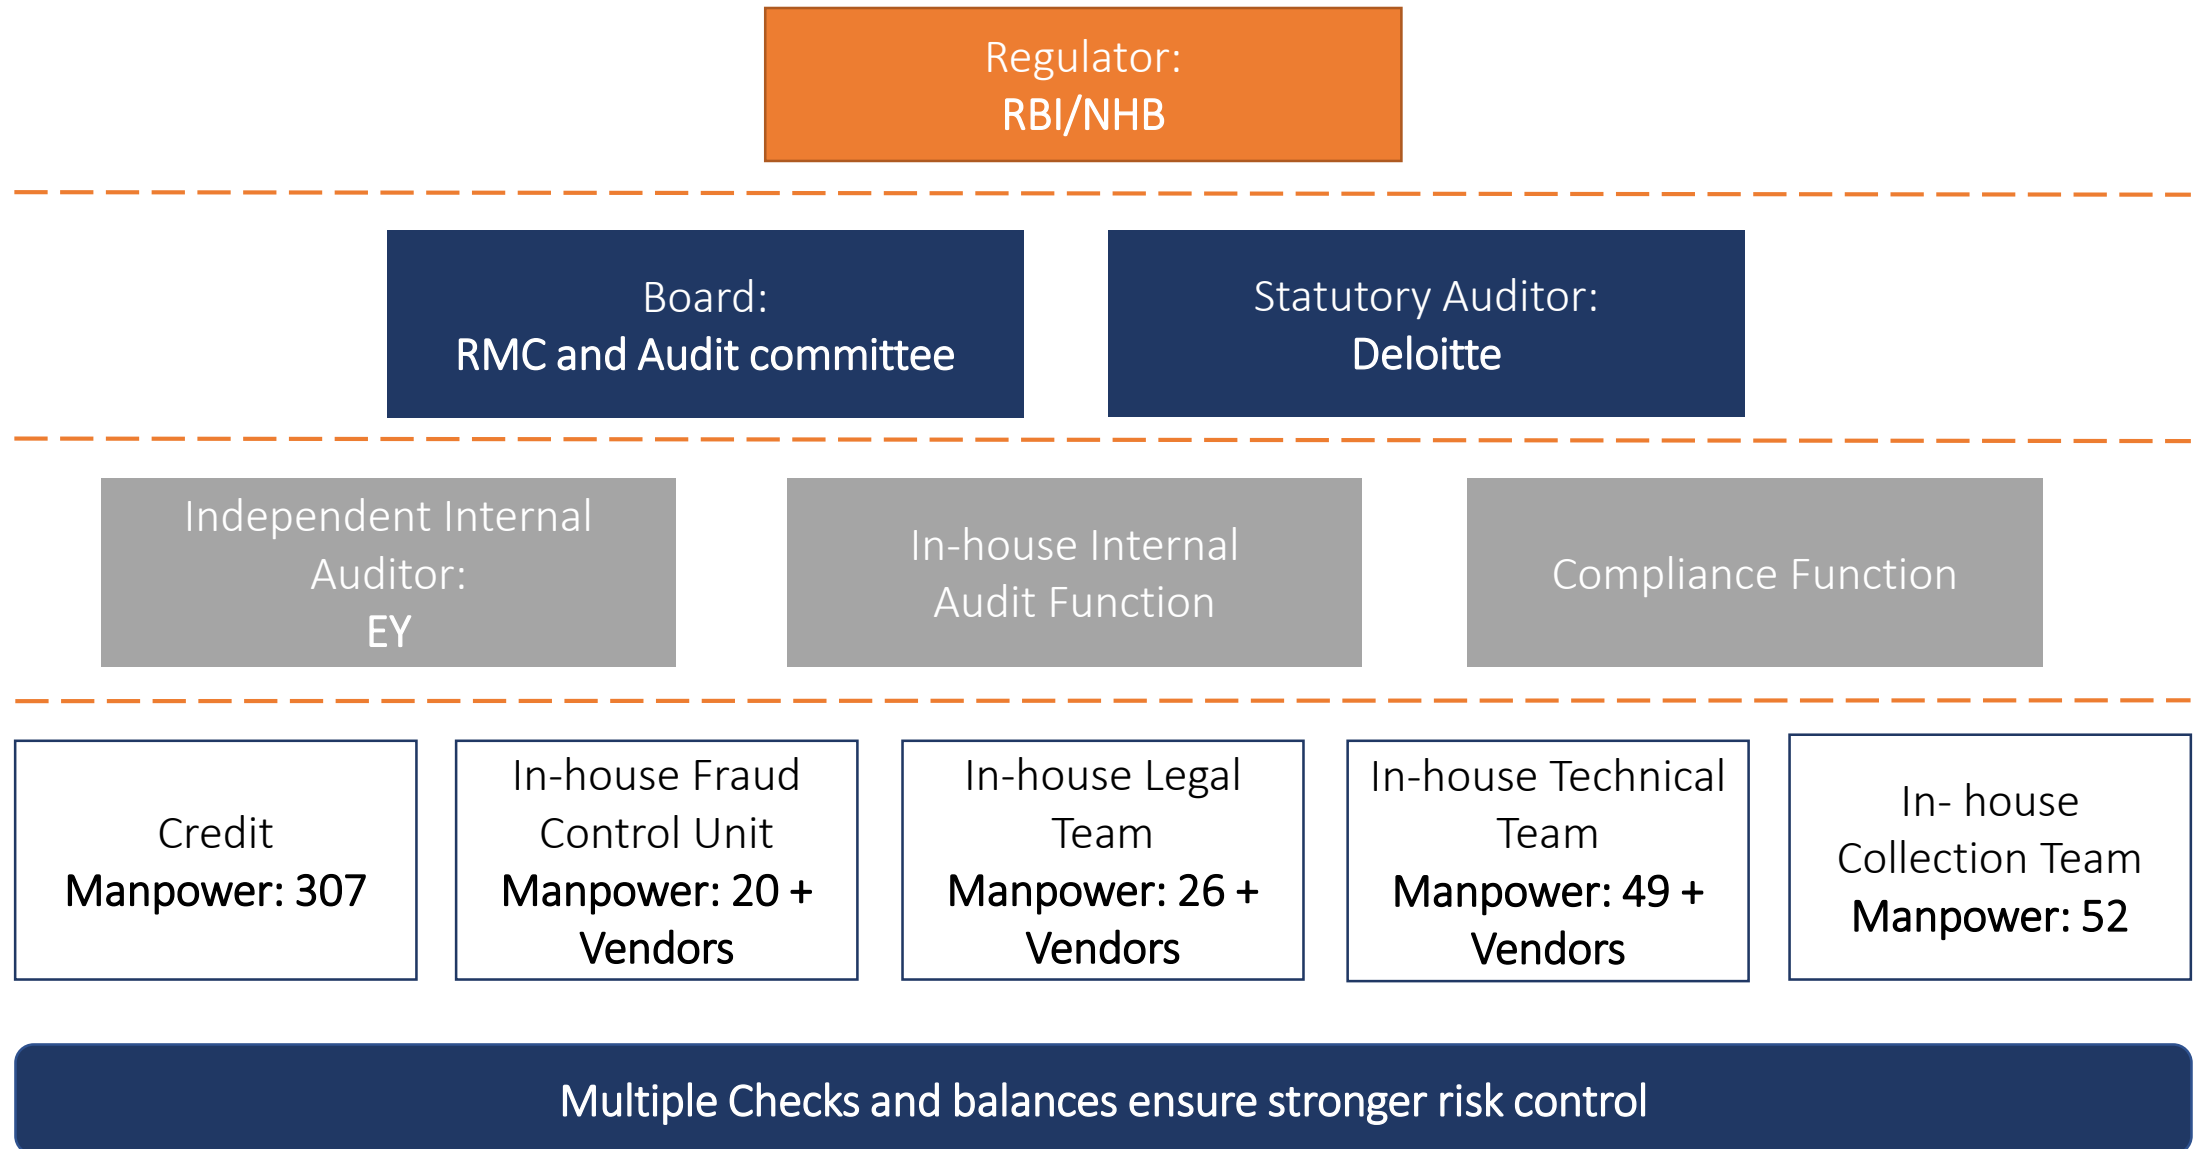 Regulator:
RBI/NHB
Board:
RMC and Audit committee
Statutory Auditor:
Deloitte
Independent Internal
Auditor:
EY
In-house Internal
Audit Function
Compliance Function
Credit
Manpower: 307
In-house Fraud
Control Unit
Manpower: 20 +
Vendors
In-house Legal
Team
Manpower: 26 +
Vendors
In-house Technical
Team
Manpower: 49 +
Vendors
In- house
Collection Team
Manpower: 52
Multiple Checks and balances ensure stronger risk control